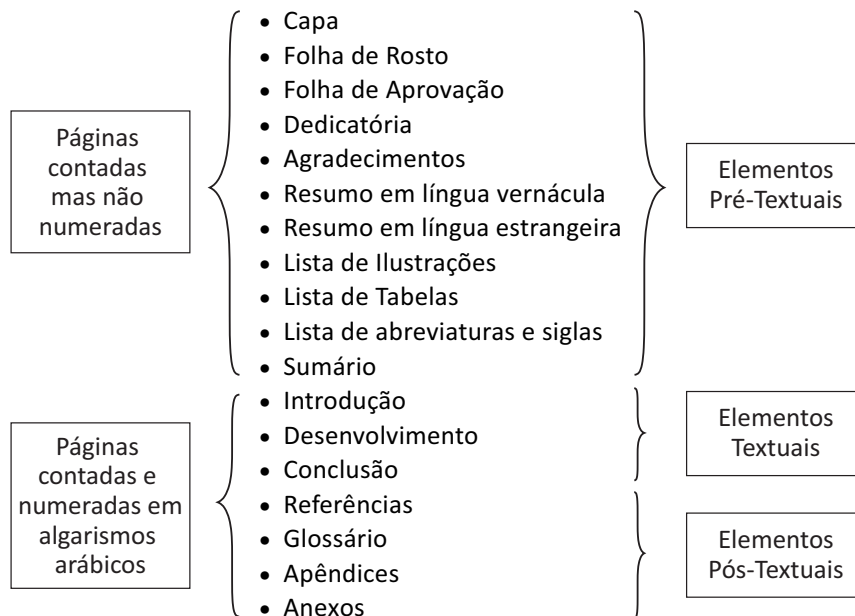 Páginas
contadas
mas não
numeradas
• Capa
• Folha de Rosto
• Folha de Aprovação
• Dedicatória
• Agradecimentos
• Resumo em língua vernácula
• Resumo em língua estrangeira
• Lista de Ilustrações
• Lista de Tabelas
• Lista de abreviaturas e siglas
• Sumário
Elementos
Pré-Textuais
Páginas
contadas e
numeradas em
algarismos
arábicos
• Introdução
• Desenvolvimento
• Conclusão
• Referências
• Glossário
• Apêndices
• Anexos
Elementos
Textuais
Elementos
Pós-Textuais